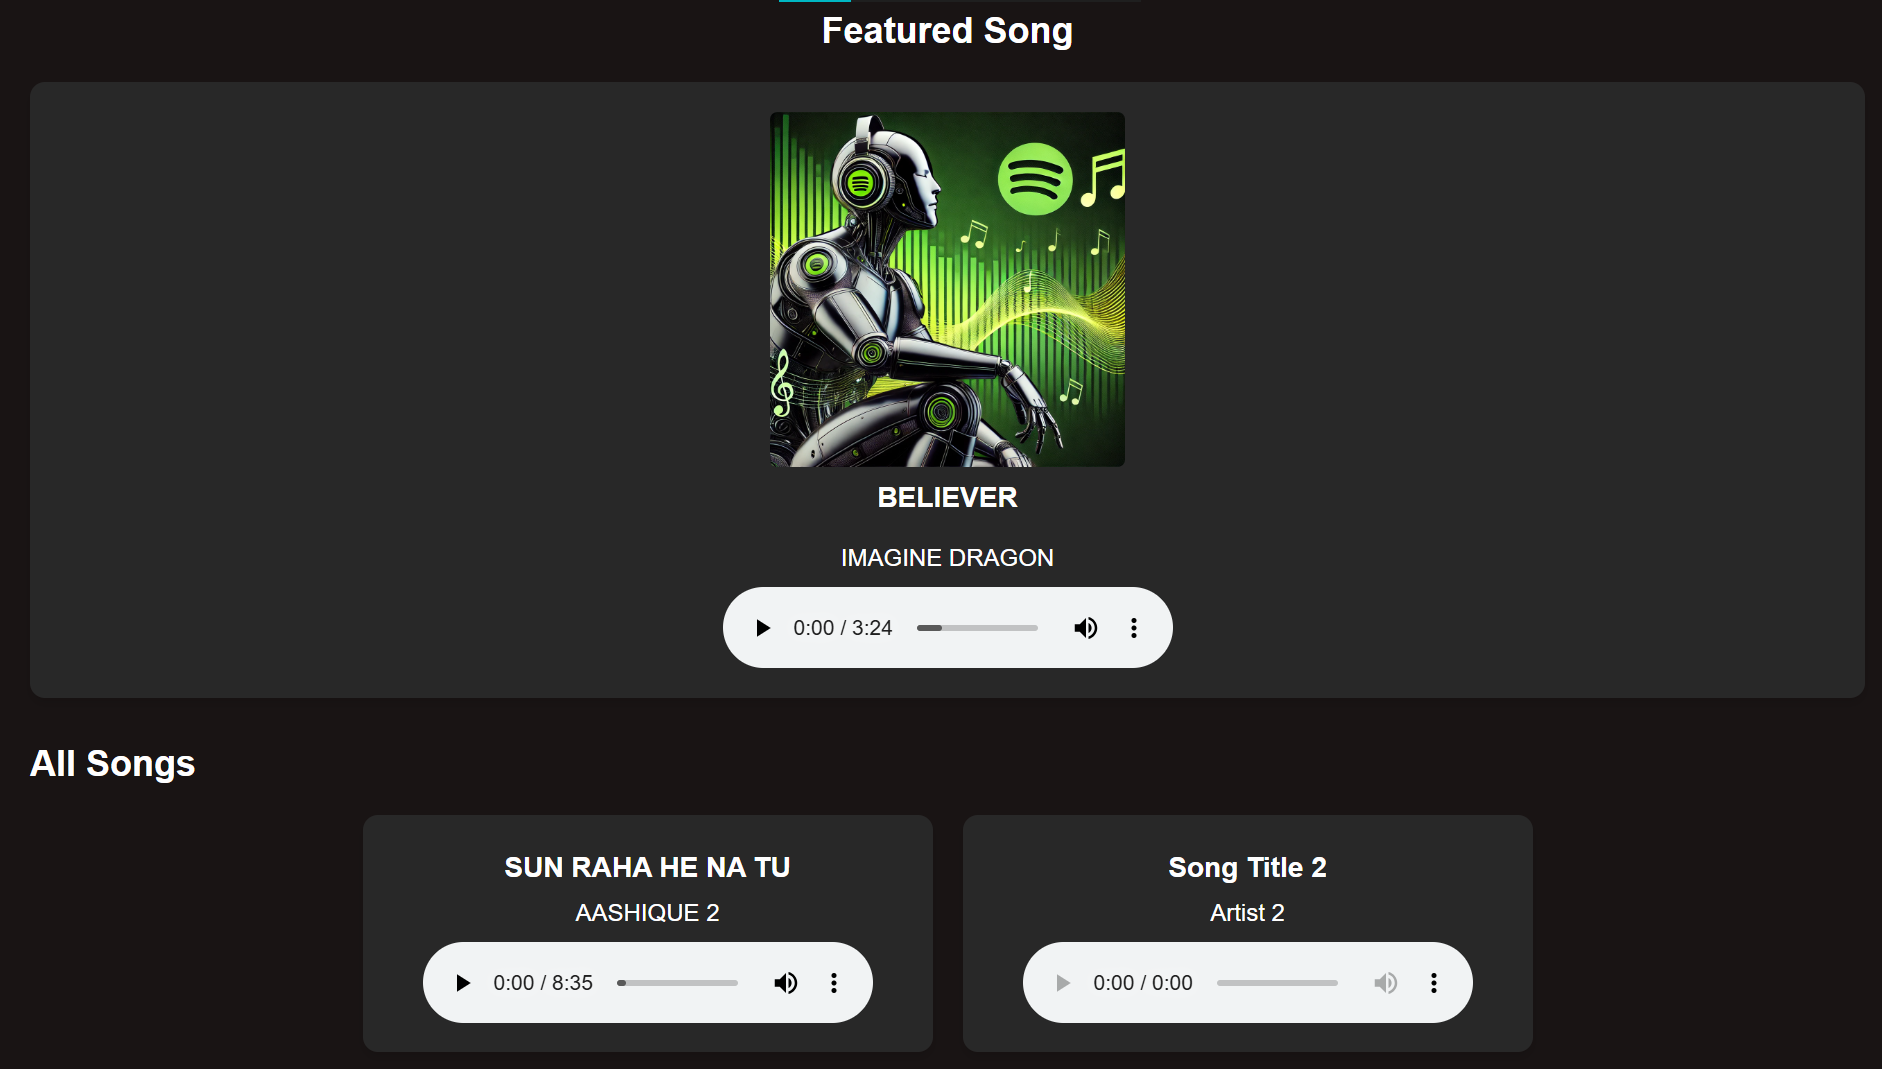 Featured Song
BELIEVER
IMAGINE DRAGON
0:00 / 3:24
All Songs
SUN RAHA HE NA TU
AASHIQUE 2
0:00 / 8:35
Song Title 2
Artist 2
0:00 / 0:00